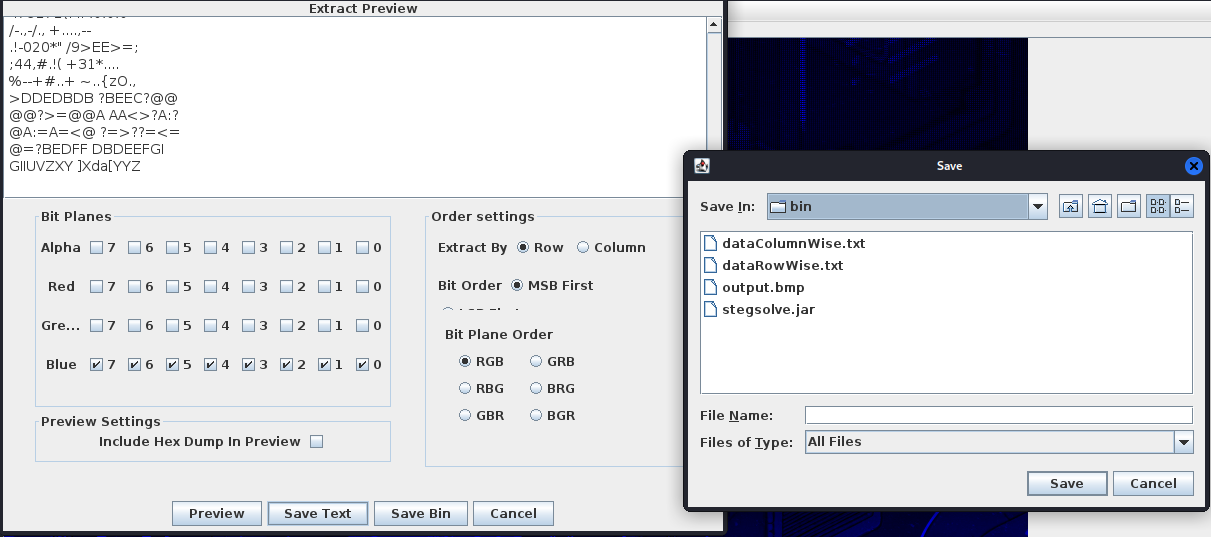 Extract Preview
/-.,-/., +....,--
.!-020*" /9>EE>=;
;44,#.!( +31*....
%--+#..+ ~..{zO.,
>DDEDBDB ?BEEC?@@
@@?>=@@A AA<>?A:?
@A:=A=<@ ?=>??=<=
@=?BEDFF DBDEEFGI
GIIUVZXY ]Xda[YYZ
Bit Planes
Alpha 7 6 5 4 3 2 1 0
Red 7 6 5 4 3 2 1 0
Gre... 7 6 5 4 3 2 1 0
Blue 7 6 5 4 3 2 1 0
Preview Settings
Include Hex Dump In Preview
Order settings
Extract By Row Column
Bit Order MSB First
Bit Plane Order
RGB GRB
RBG BRG
GBR BGR
Preview Save Text Save Bin Cancel
Save
Save In: bin
dataColumnWise.txt
dataRowWise.txt
output.bmp
stegsolve.jar
File Name:
Files of Type: All Files
Save Cancel